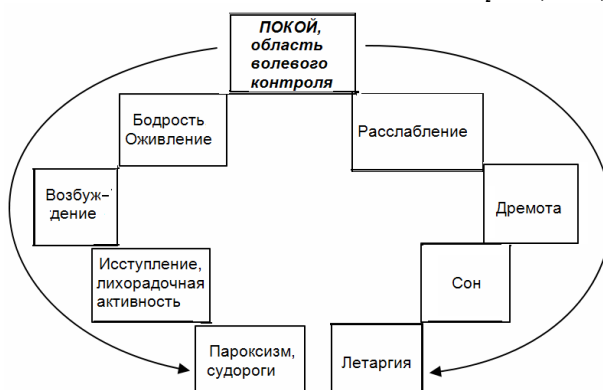 ПОКОЙ,
область
волевого
контроля
Бодрость
Оживление
Расслабление
Возбуж–
дение
Дремота
Исступление,
лихорадочная
активность
Сон
Пароксизм,
судороги
Летаргия